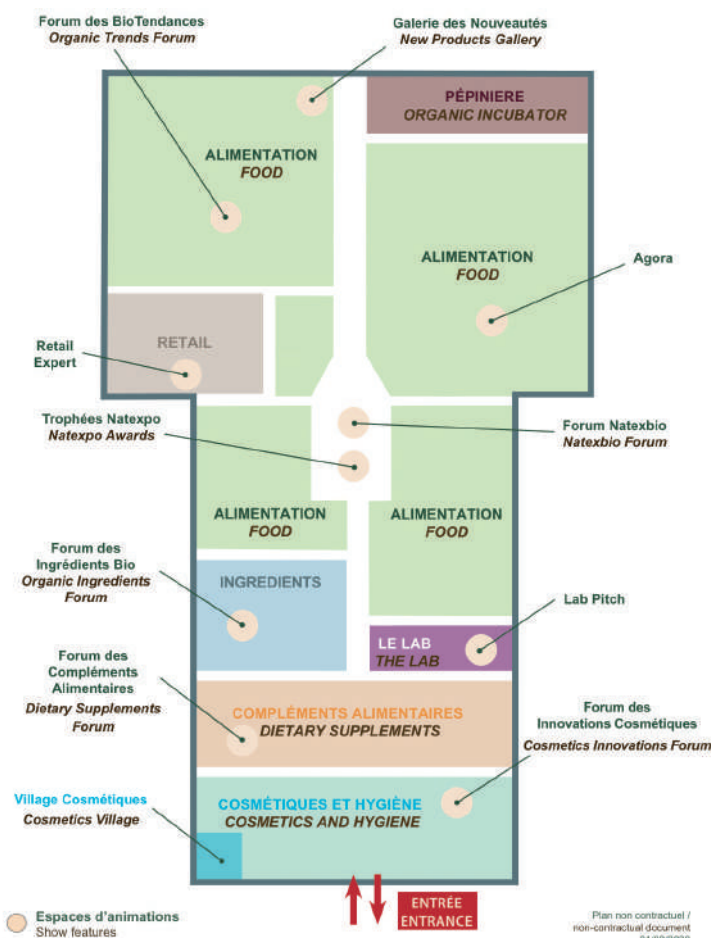 Forum des BioTendances
Organic Trends Forum
Galerie des Nouveautés
New Products Gallery
PÉPINIERE
ORGANIC INCUBATOR
ALIMENTATION
FOOD
ALIMENTATION
FOOD
Agora
RETAIL
Retail
Expert
Trophées Natexpo
Natexpo Awards
Forum Natexbio
Natexbio Forum
ALIMENTATION
FOOD
ALIMENTATION
FOOD
Forum des
Ingrédients Bio
Organic Ingredients
Forum
INGREDIENTS
Lab Pitch
LE LAB
THE LAB
Forum des
Compléments
Alimentaires
Dietary Supplements
Forum
COMPLÉMENTS ALIMENTAIRES
DIETARY SUPPLEMENTS
Forum des
Innovations Cosmétiques
Cosmetics Innovations Forum
Village Cosmétiques
Cosmetics Village
COSMÉTIQUES ET HYGIÈNE
COSMETICS AND HYGIENE
ENTRÉE
ENTRANCE
Espaces d'animations
Show features
Plan non contractuel /
non-contractual document